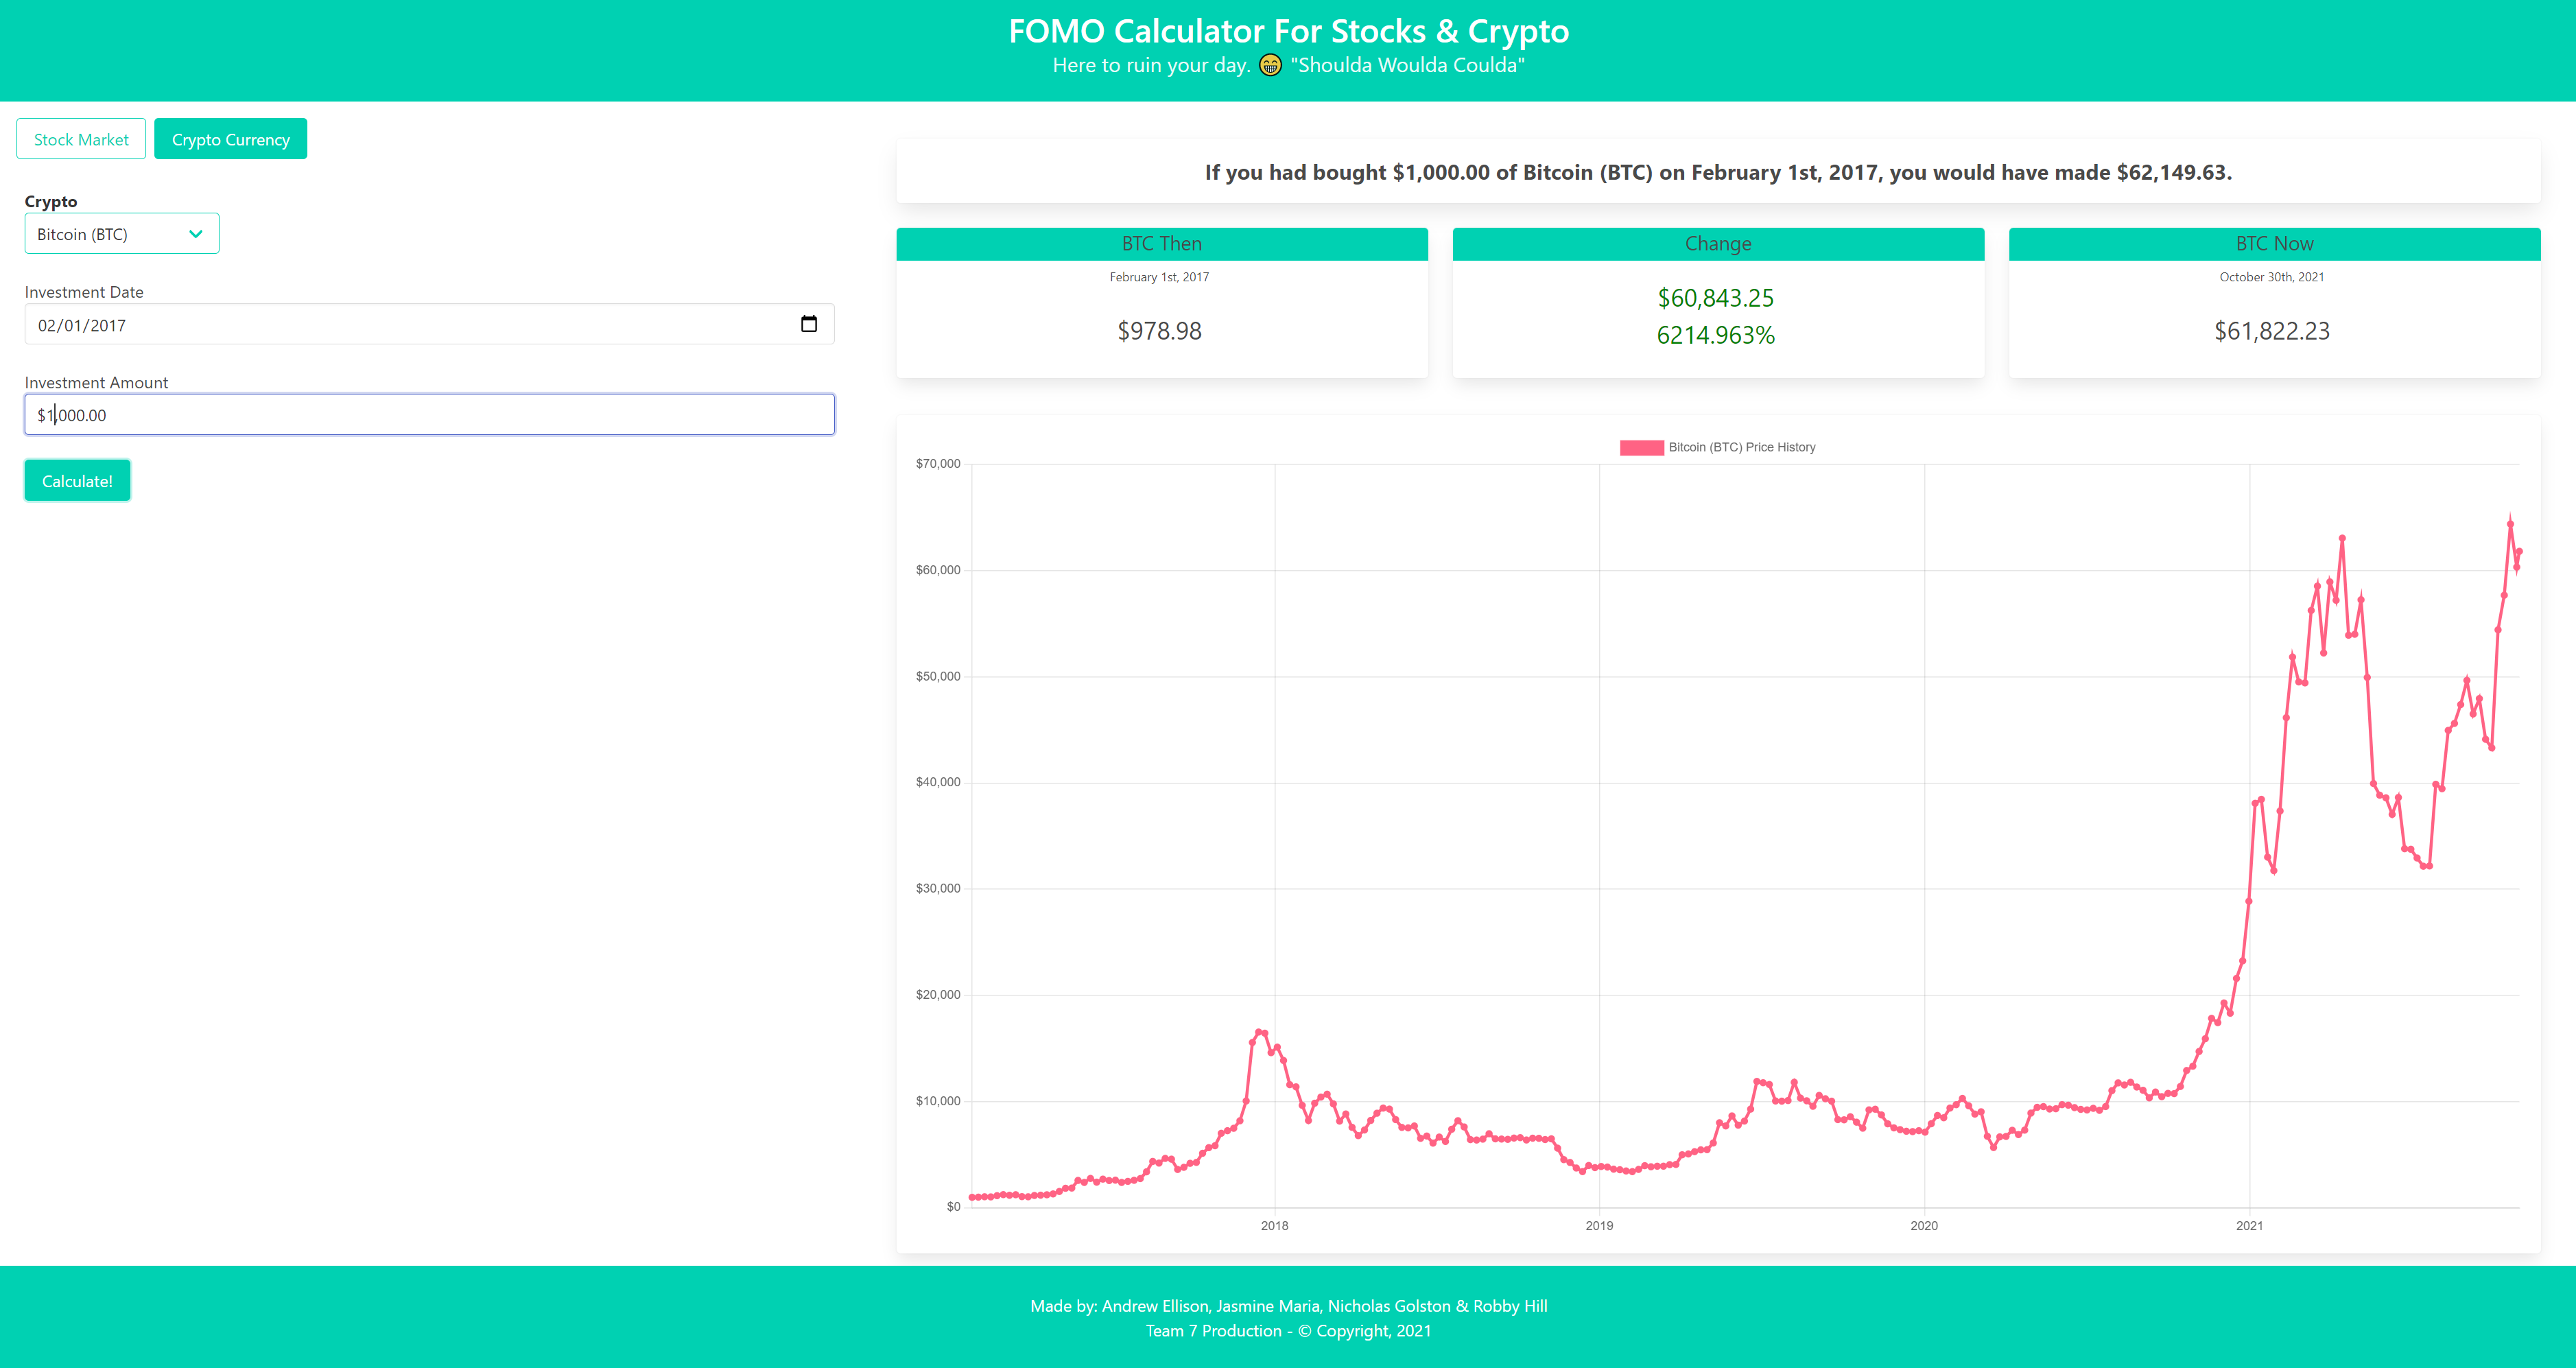 FOMO Calculator For Stocks & Crypto
Here to ruin your day. 😁 "Shoulda Woulda Coulda"
Stock Market
Crypto Currency
Crypto
Bitcoin (BTC)
Investment Date
02/01/2017
Investment Amount
$1,000.00
Calculate!
If you had bought $1,000.00 of Bitcoin (BTC) on February 1st, 2017, you would have made $62,149.63.
BTC Then
February 1st, 2017
$978.98
Change
$60,843.25
6214.963%
BTC Now
October 30th, 2021
$61,822.23
Bitcoin (BTC) Price History
$70,000
$60,000
$50,000
$40,000
$30,000
$20,000
$10,000
$0
2018
2019
2020
2021
Made by: Andrew Ellison, Jasmine Maria, Nicholas Golston & Robby Hill
Team 7 Production - © Copyright, 2021